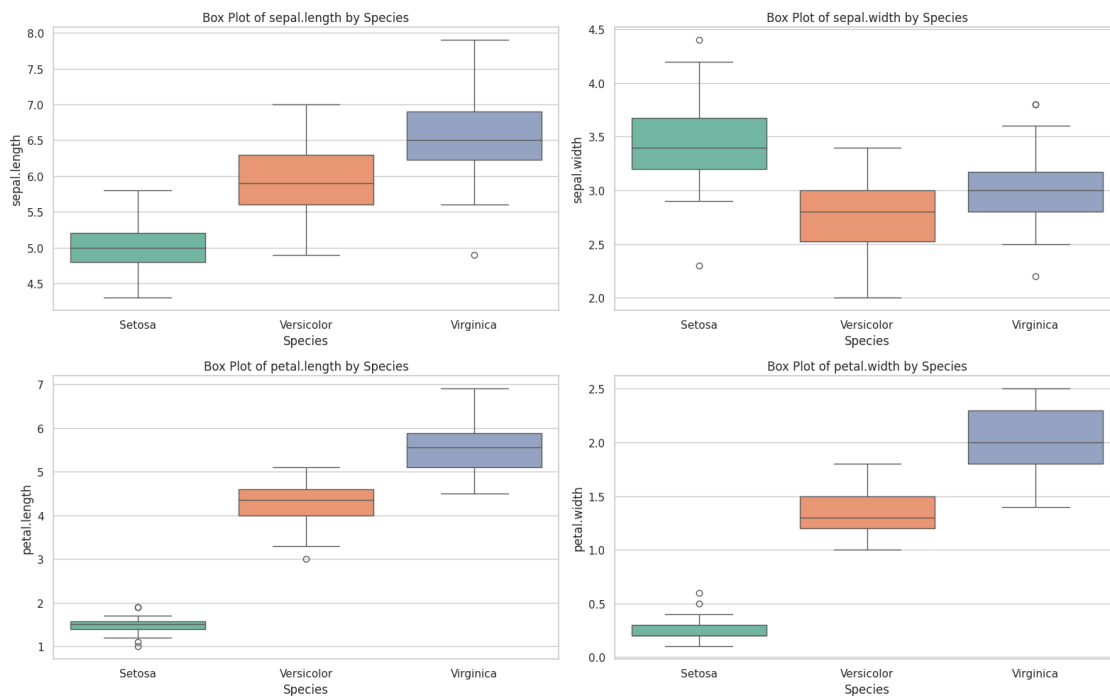 Box Plot of sepal.length by Species
8.0
7.5
7.0
6.5
6.0
5.5
5.0
4.5
sepal.length
Setosa Versicolor Virginica
Species
Box Plot of sepal.width by Species
4.5
4.0
3.5
3.0
2.5
2.0
sepal.width
Setosa Versicolor Virginica
Species
Box Plot of petal.length by Species
7
6
5
4
3
2
1
petal.length
Setosa Versicolor Virginica
Species
Box Plot of petal.width by Species
2.5
2.0
1.5
1.0
0.5
0.0
petal.width
Setosa Versicolor Virginica
Species